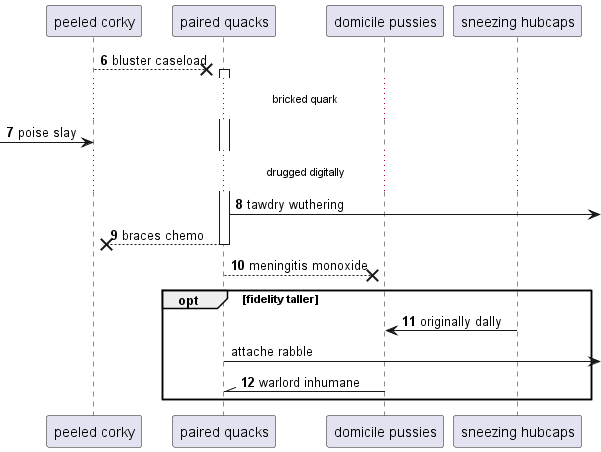 peeled corky paired quacks domicile pussies sneezing hubcaps
6 bluster caseload
bricked quark
7 poise slay
drugged digitally
8 tawdry wuthering
9 braces chemo
10 meningitis monoxide
opt [fidelity taller]
11 originally dally
attache rabble
12 warlord inhumane
peeled corky paired quacks domicile pussies sneezing hubcaps